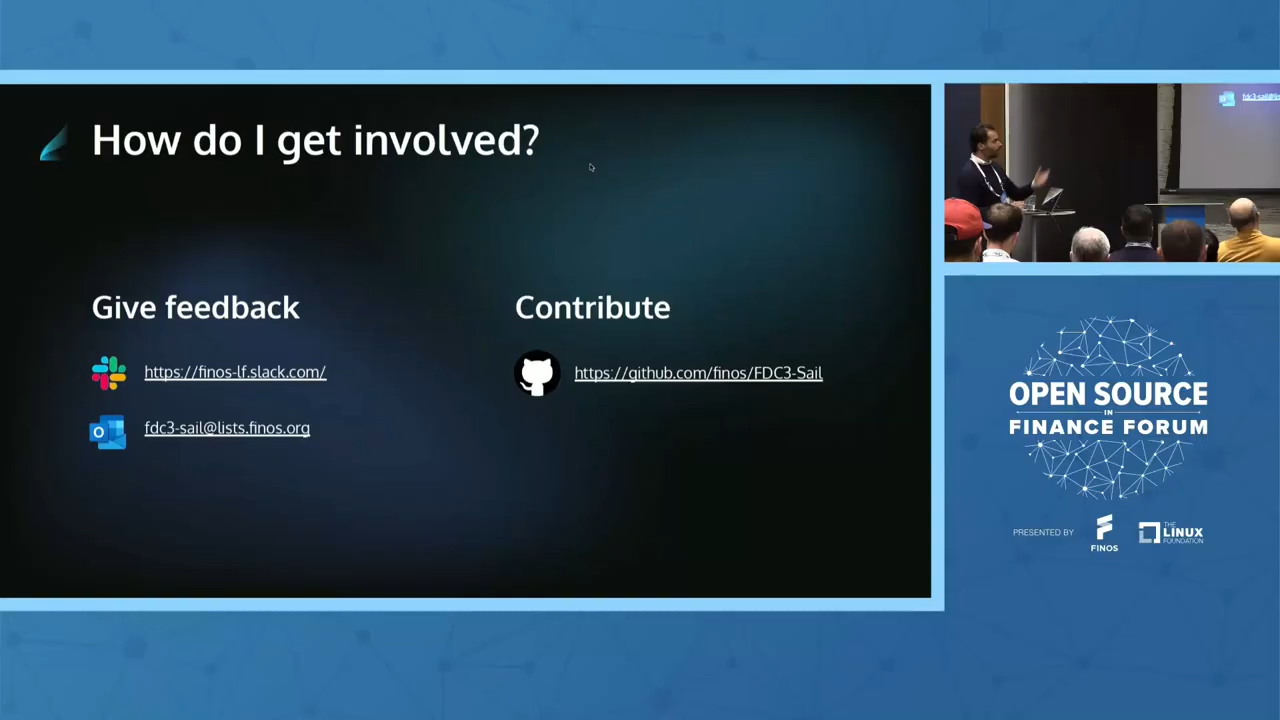 How do I get involved?
Give feedback
https://finos-lf.slack.com/
fdc3-sail@lists.finos.org
Contribute
https://github.com/finos/FDC3-Sail
OPEN SOURCE
IN
FINANCE FORUM
PRESENTED BY
FINOS
THE
LINUX
FOUNDATION